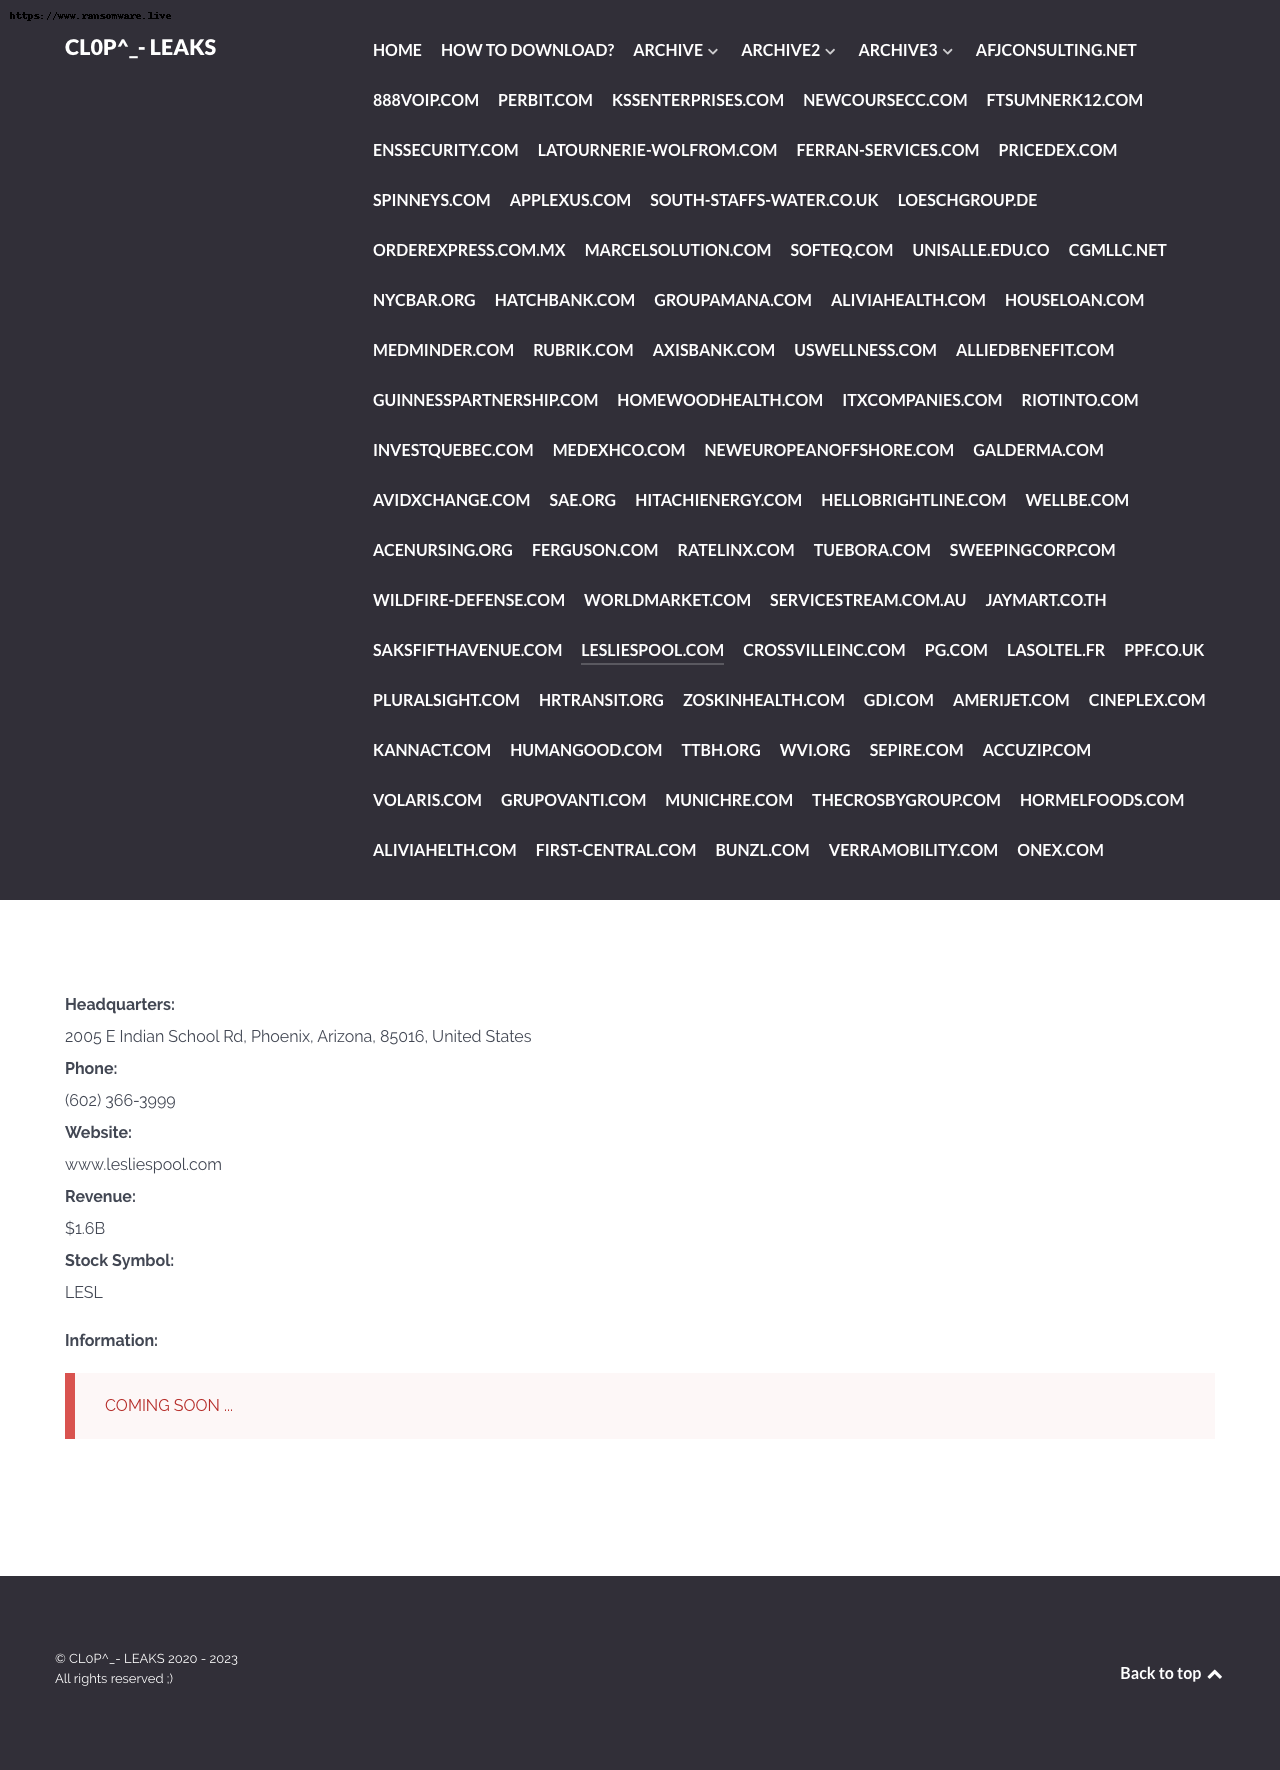 https://www.ransomware.live
CL0P^_- LEAKS
HOME HOW TO DOWNLOAD? ARCHIVE ARCHIVE2 ARCHIVE3 AFJCONSULTING.NET
888VOIP.COM PERBIT.COM KSSENTERPRISES.COM NEWCOURSECC.COM FTSUMNERK12.COM
ENSSECURITY.COM LATOURNERIE-WOLFROM.COM FERRAN-SERVICES.COM PRICEDEX.COM
SPINNEYS.COM APPLEXUS.COM SOUTH-STAFFS-WATER.CO.UK LOESCHGROUP.DE
ORDEREXPRESS.COM.MX MARCELSOLUTION.COM SOFTEQ.COM UNISALLE.EDU.CO CGMLLC.NET
NYCBAR.ORG HATCHBANK.COM GROUPAMANA.COM ALIVIAHEALTH.COM HOUSELOAN.COM
MEDMINDER.COM RUBRIK.COM AXISBANK.COM USWELLNESS.COM ALLIEDBENEFIT.COM
GUINNESSPARTNERSHIP.COM HOMEWOODHEALTH.COM ITXCOMPANIES.COM RIOTINTO.COM
INVESTQUEBEC.COM MEDEXHCO.COM NEWEUROPEANOFFSHORE.COM GALDERMA.COM
AVIDXCHANGE.COM SAE.ORG HITACHIENERGY.COM HELLOBRIGHTLINE.COM WELLBE.COM
ACENURSING.ORG FERGUSON.COM RATELINX.COM TUEBORA.COM SWEEPINGCORP.COM
WILDFIRE-DEFENSE.COM WORLDMARKET.COM SERVICESTREAM.COM.AU JAYMART.CO.TH
SAKSFIFTHAVENUE.COM LESLIESPOOL.COM CROSSVILLEINC.COM PG.COM LASOLTEL.FR PPF.CO.UK
PLURALSIGHT.COM HRTRANSIT.ORG ZOSKINHEALTH.COM GDI.COM AMERIJET.COM CINEPLEX.COM
KANNACT.COM HUMANGOOD.COM TTBH.ORG WVI.ORG SEPIRE.COM ACCUZIP.COM
VOLARIS.COM GRUPOVANTI.COM MUNICHRE.COM THECROSBYGROUP.COM HORMELFOODS.COM
ALIVIAHELTH.COM FIRST-CENTRAL.COM BUNZL.COM VERRAMOBILITY.COM ONEX.COM
Headquarters:
2005 E Indian School Rd, Phoenix, Arizona, 85016, United States
Phone:
(602) 366-3999
Website:
www.lesliespool.com
Revenue:
$1.6B
Stock Symbol:
LESL
Information:
COMING SOON ...
© CL0P^_- LEAKS 2020 - 2023
All rights reserved ;)
Back to top